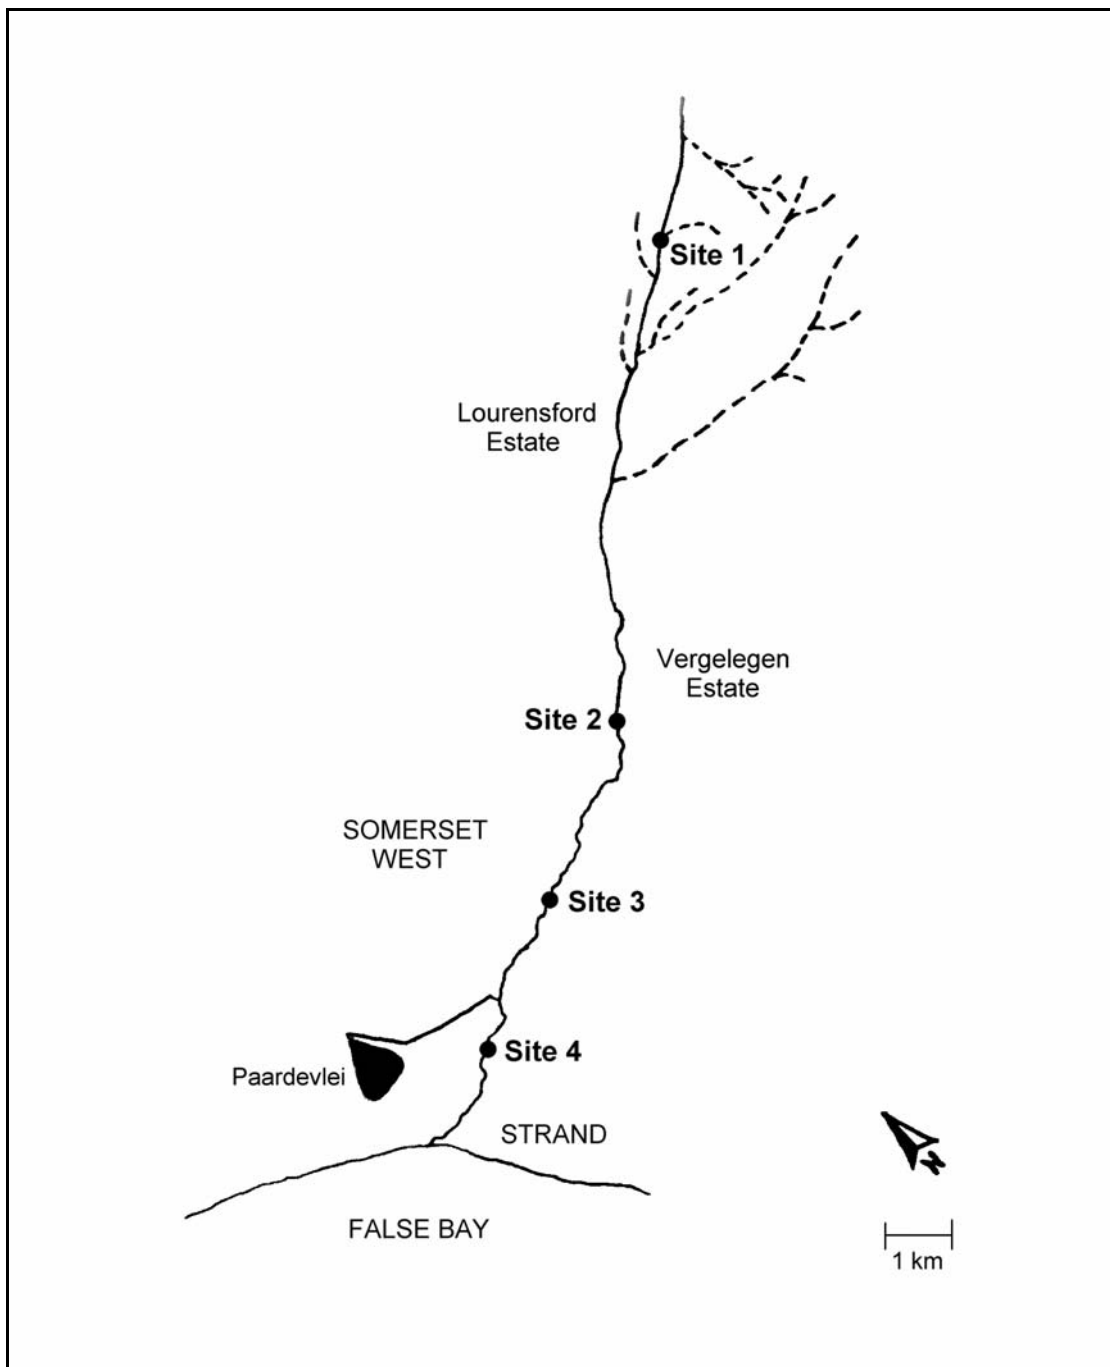 Site 1
Lourensford
Estate
Vergelegen
Estate
Site 2
SOMERSET
WEST
Site 3
Site 4
Paardevlei
STRAND
N
FALSE BAY
1 km